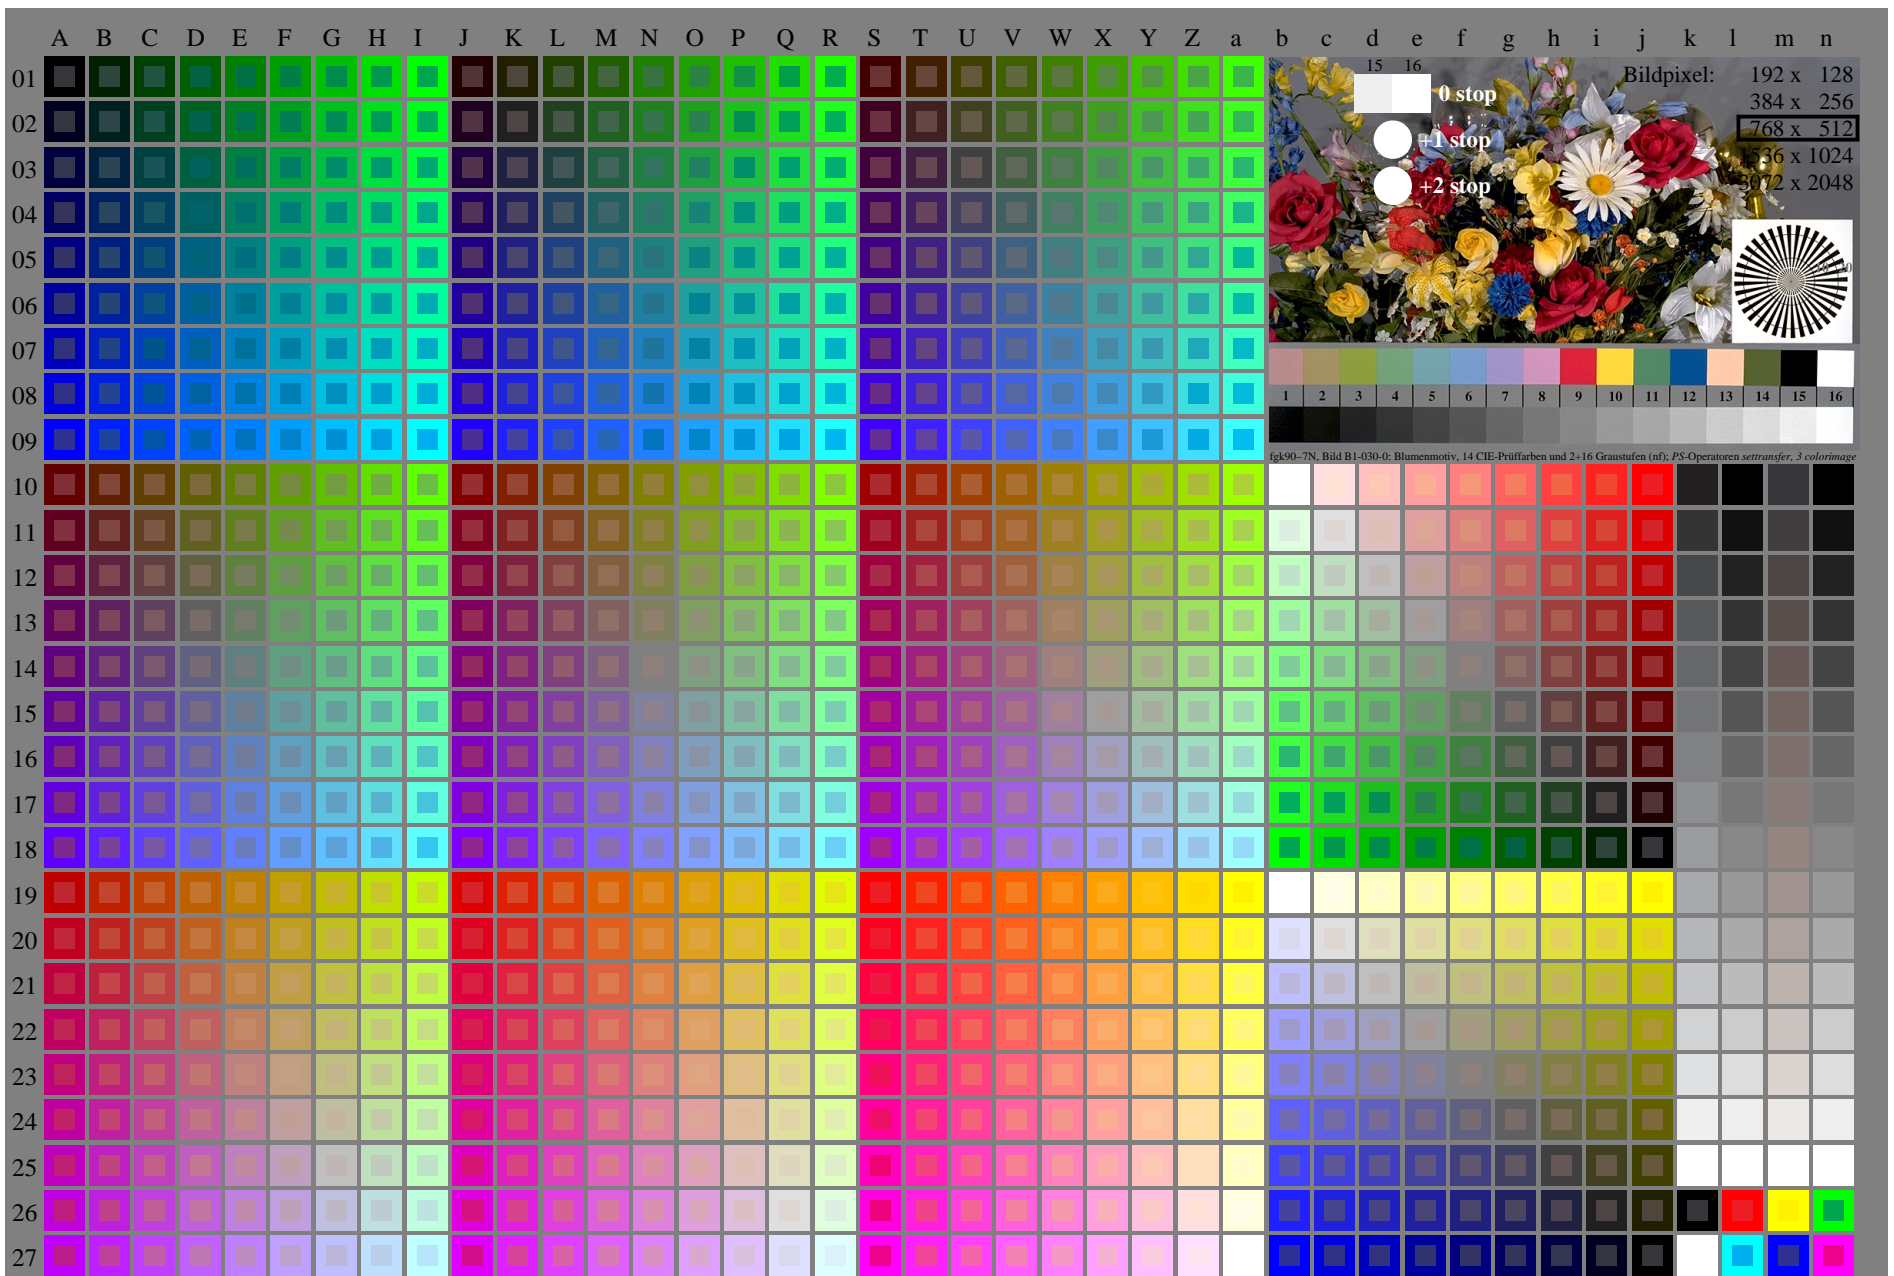 A B C D E F G H I J K L M N O P Q R S T U V W X Y Z a b c d e f g h i j k l m n
01
02
03
04
05
06
07
08
09
10
11
12
13
14
15
16
17
18
19
20
21
22
23
24
25
26
27
15 16
0 stop
+1 stop
+2 stop
Bildpixel: 192 x 128
384 x 256
768 x 512
1536 x 1024
3072 x 2048
1 2 3 4 5 6 7 8 9 10 11 12 13 14 15 16
fgk90–7N, Bild B1-030-0: Blumenmotiv, 14 CIE-Prüffarben und 2+16 Graustufen (nf); PS-Operatoren settransfer, 3 colorimage